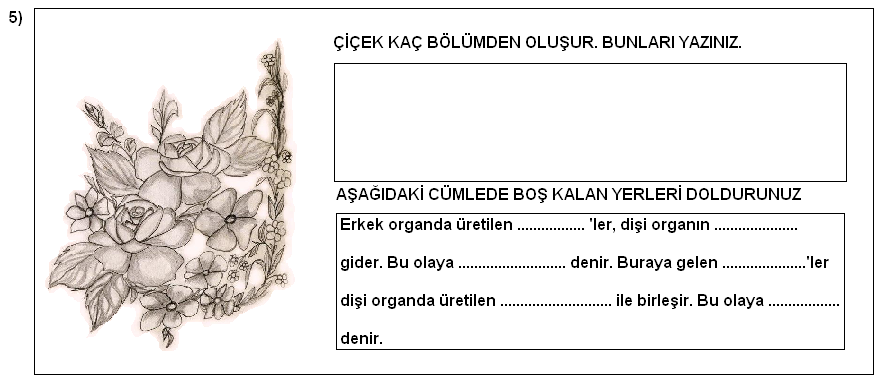 5)
ÇİÇEK KAÇ BÖLÜMDEN OLUŞUR. BUNLARI YAZINIZ.
AŞAĞIDAKİ CÜMLEDE BOŞ KALAN YERLERİ DOLDURUNUZ
Erkek organda üretilen ................. 'ler, dişi organın .....................
gider. Bu olaya ........................... denir. Buraya gelen .....................'ler
dişi organda üretilen ............................ ile birleşir. Bu olaya ..................
denir.